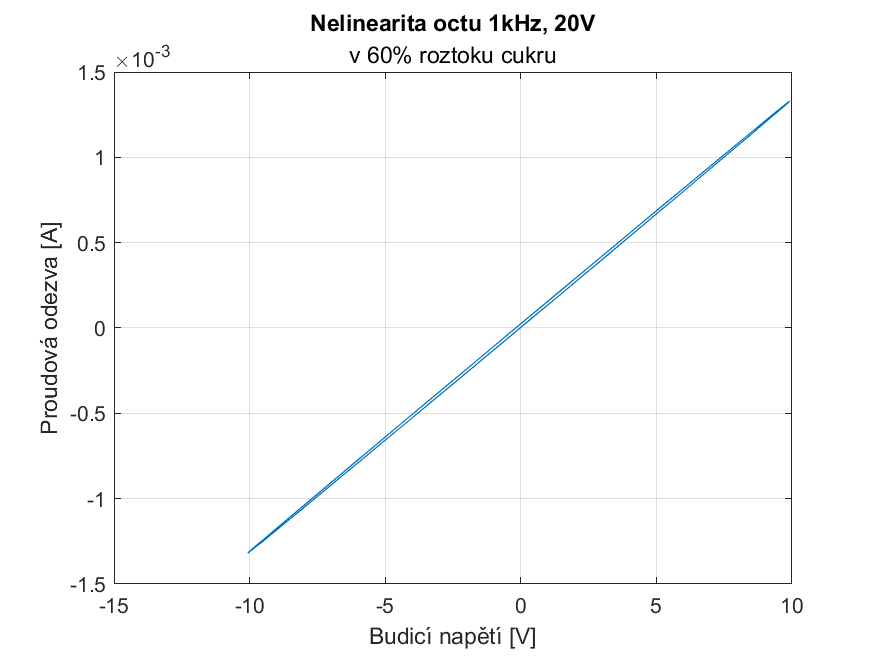 Nelinearita octu 1kHz, 20V
v 60% roztoku cukru
×10-3
1.5
1
0.5
0
-0.5
-1
-1.5
-15 -10 -5 0 5 10
Proudová odezva [A]
Budicí napětí [V]